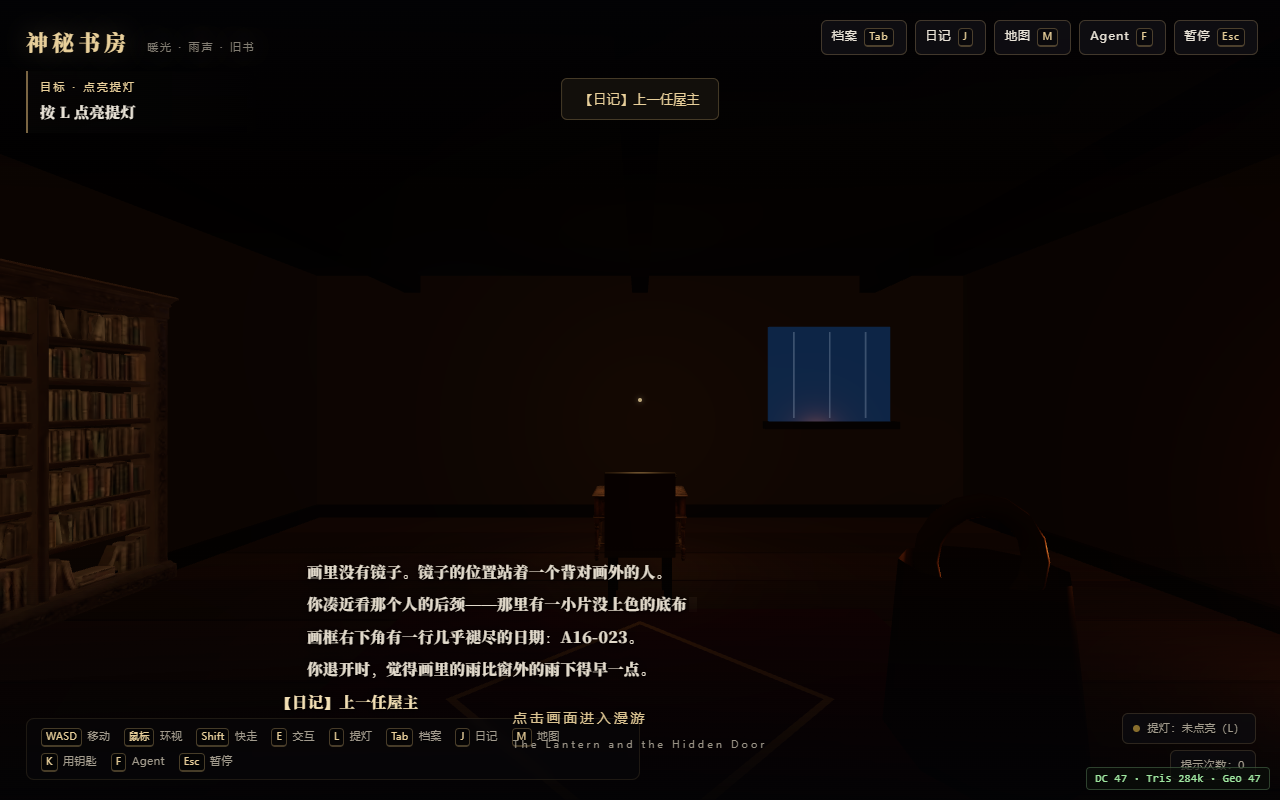 神秘书房 暖光 · 雨声 · 旧书
档案 Tab 日记 J 地图 M Agent F 暂停 Esc
目标 · 点亮提灯
按 L 点亮提灯
【日记】上一任屋主
画里没有镜子。镜子的位置站着一个背对画外的人。
你凑近看那个人的后颈——那里有一小片没上色的底布
画框右下角有一行几乎褪尽的日期：A16-023。
你退开时，觉得画里的雨比窗外的雨下得早一点。
【日记】上一任屋主
点击画面进入漫游
The Lantern and the Hidden Door
WASD 移动 鼠标 环视 Shift 快走 E 交互 L 提灯 Tab 档案 J 日记 M 地图
K 用钥匙 F Agent Esc 暂停
提灯：未点亮（L）
提示次数：0
DC 47 · Tris 284k · Geo 47